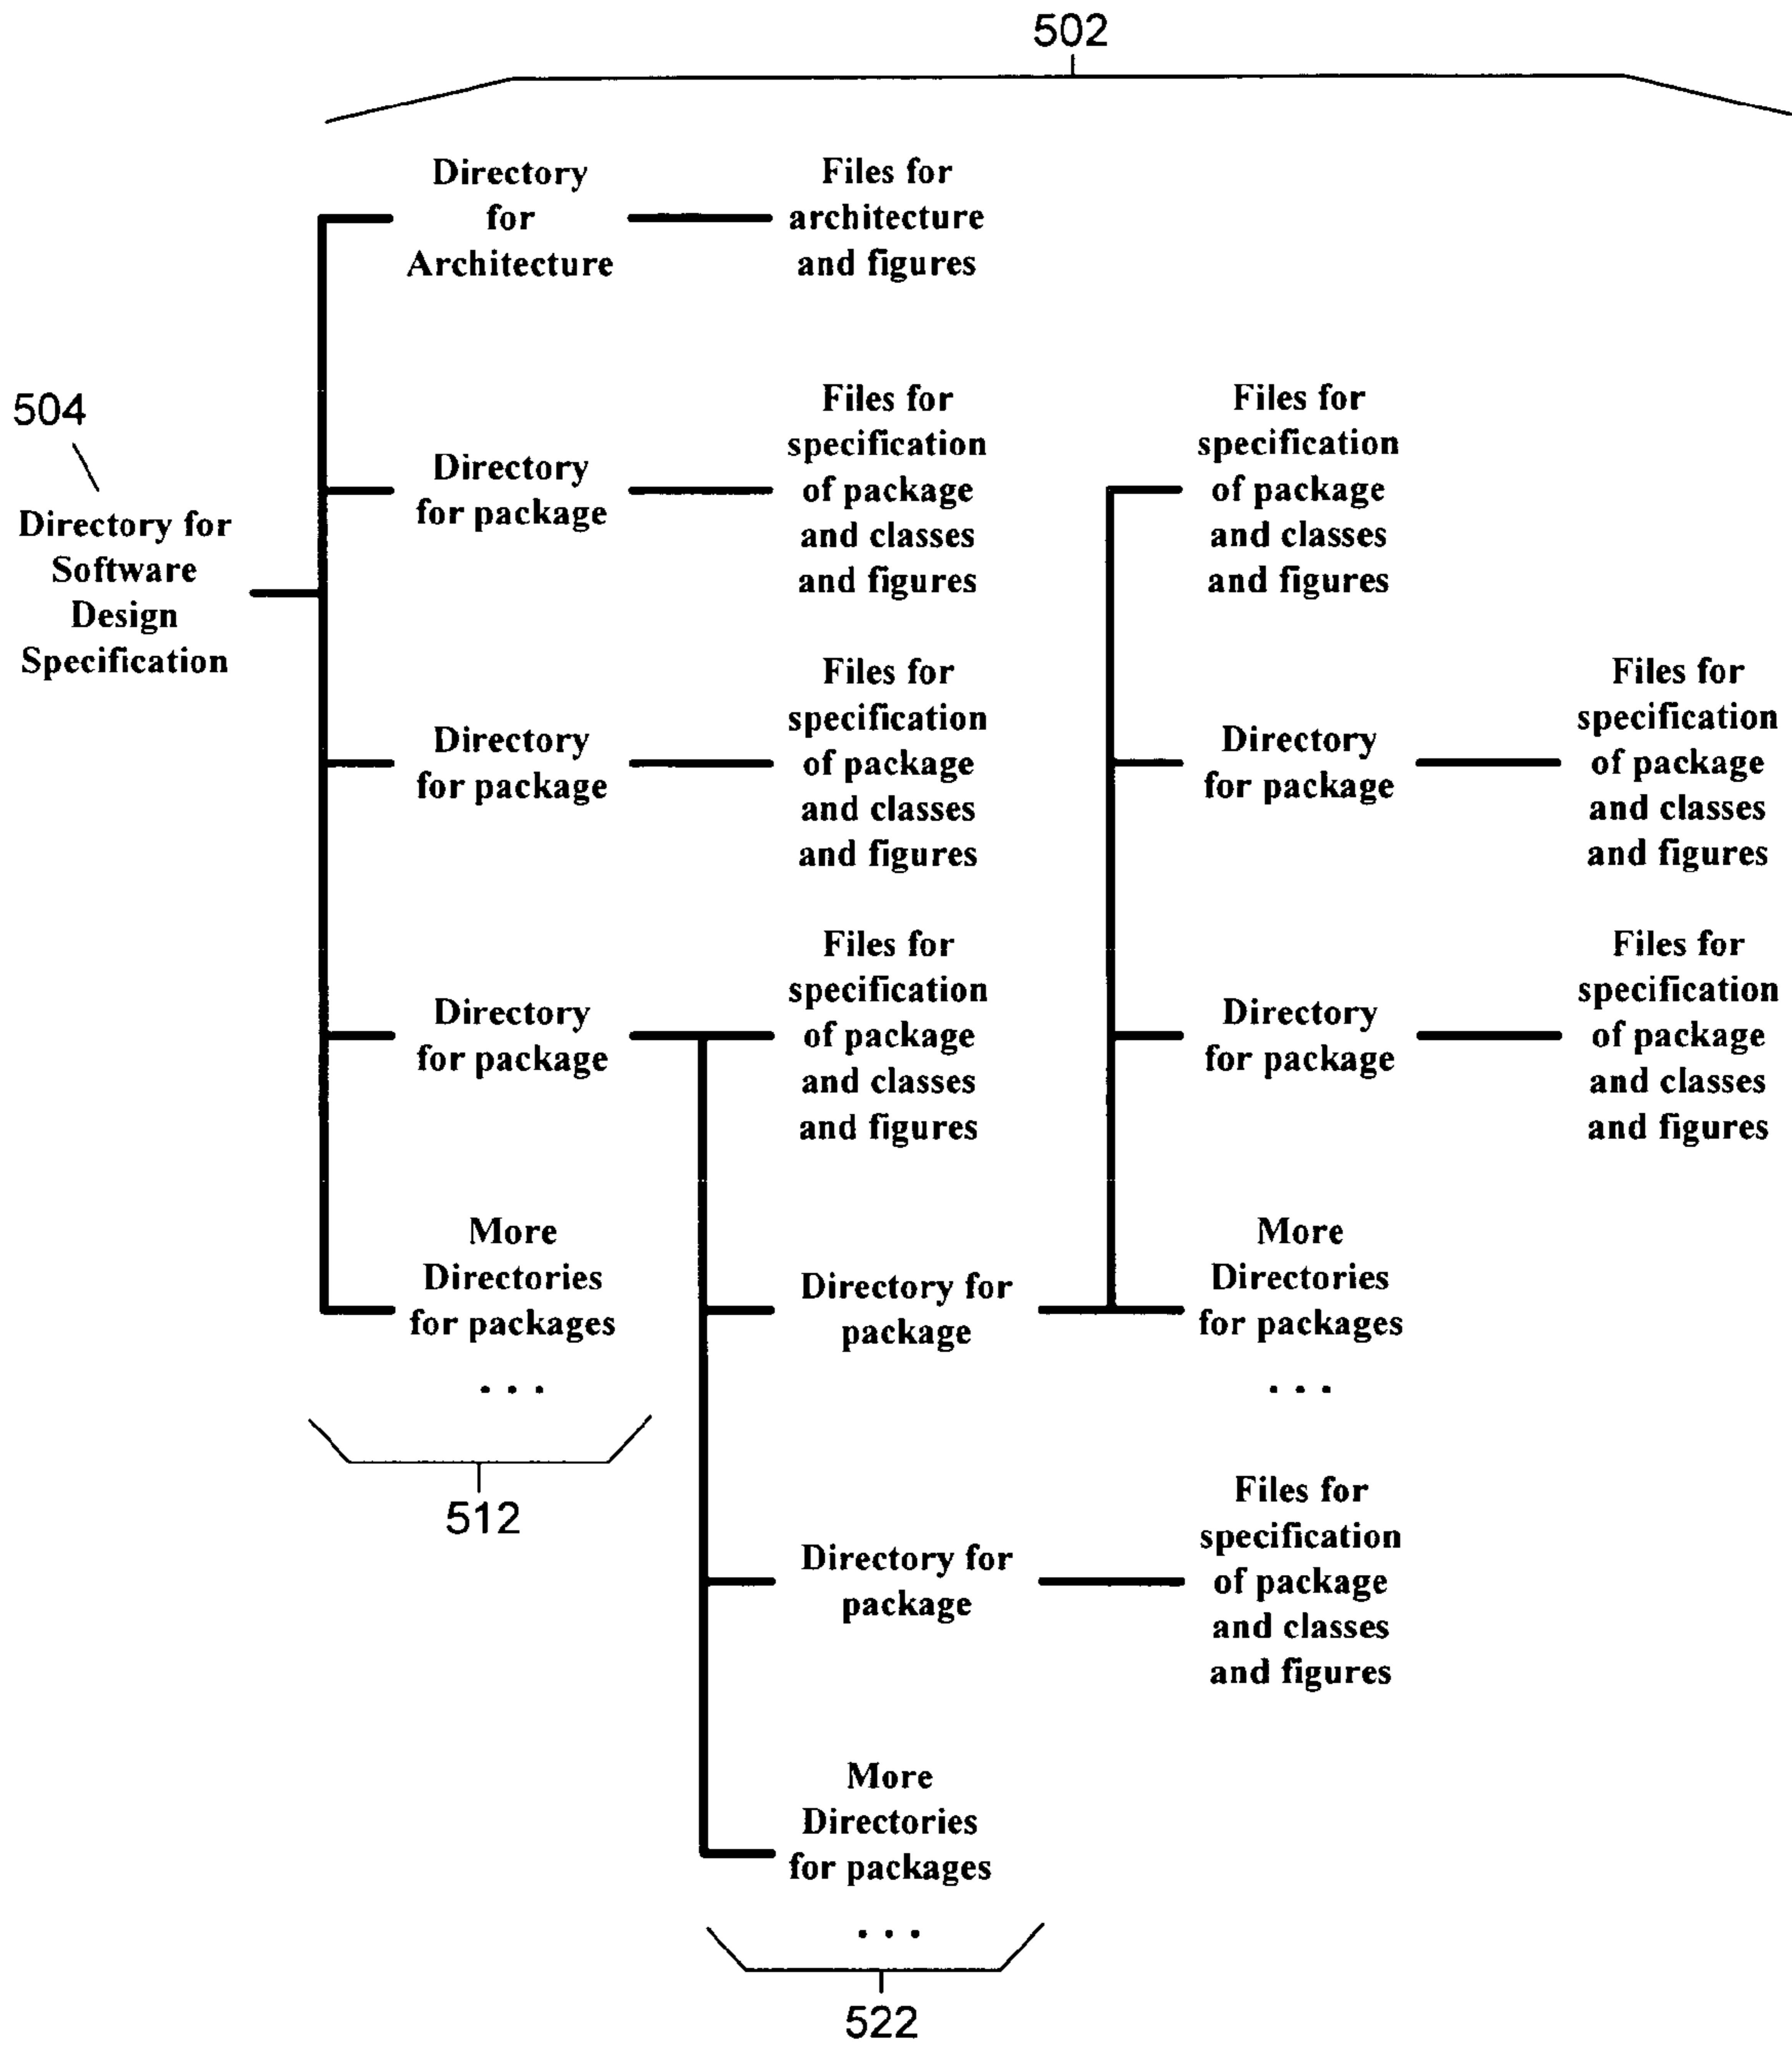 502
Directory
for
Architecture
Files for
architecture
and figures
504
Directory for
Software
Design
Specification
Directory
for package
Files for
specification
of package
and classes
and figures
Files for
specification
of package
and classes
and figures
Directory
for package
Files for
specification
of package
and classes
and figures
Directory
for package
Files for
specification
of package
and classes
and figures
Directory
for package
Files for
specification
of package
and classes
and figures
Directory
for package
Files for
specification
of package
and classes
and figures
More
Directories
for packages
. . .
Directory for
package
More
Directories
for packages
. . .
512
Directory for
package
Files for
specification
of package
and classes
and figures
More
Directories
for packages
. . .
522